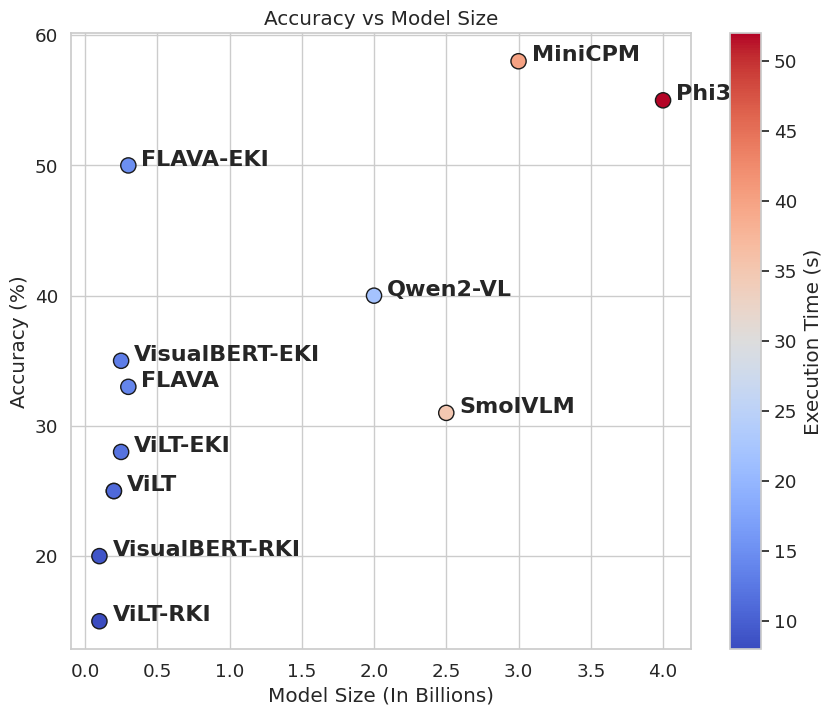 Accuracy vs Model Size
60
50
40
30
20
Accuracy (%)
MiniCPM
Phi3
FLAVA-EKI
Qwen2-VL
VisualBERT-EKI
FLAVA
SmolVLM
ViLT-EKI
ViLT
VisualBERT-RKI
ViLT-RKI
0.0 0.5 1.0 1.5 2.0 2.5 3.0 3.5 4.0
Model Size (In Billions)
50
45
40
35
30
25
20
15
10
Execution Time (s)